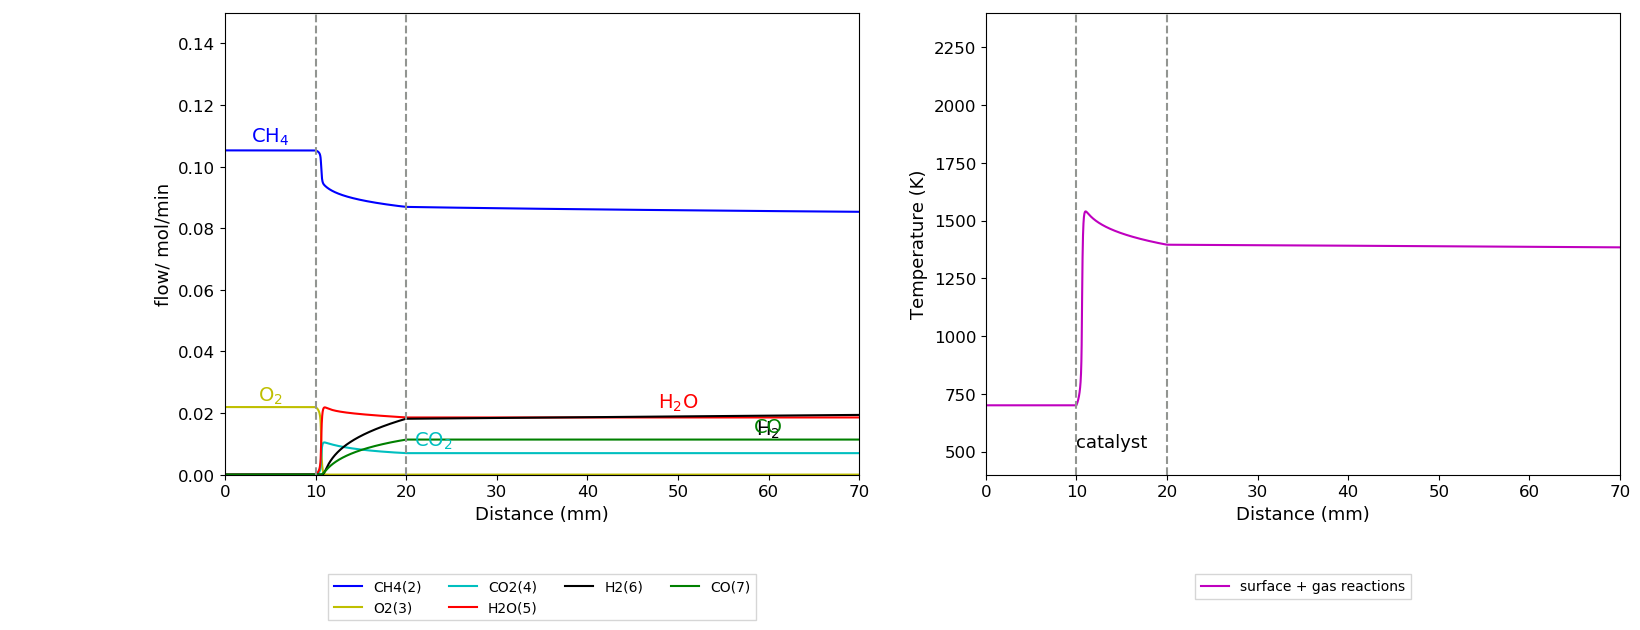 0.14
0.12
0.10
0.08
0.06
0.04
0.02
0.00
flow/ mol/min
CH₄
O₂
CO₂
H₂O
CO
H₂
0 10 20 30 40 50 60 70
Distance (mm)
CH4(2) CO2(4) H2(6) CO(7)
O2(3) H2O(5)
2250
2000
1750
1500
1250
1000
750
500
Temperature (K)
catalyst
0 10 20 30 40 50 60 70
Distance (mm)
surface + gas reactions